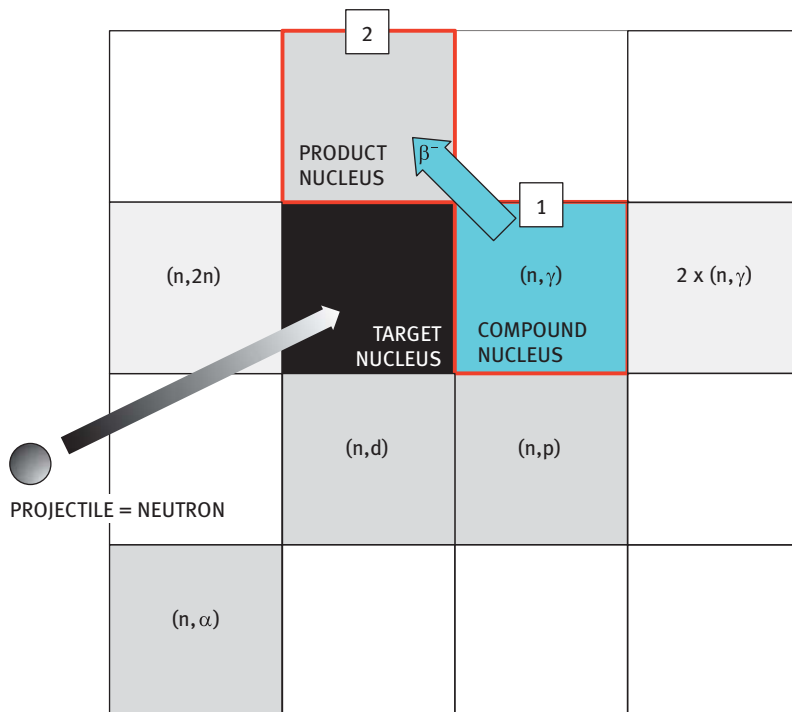 2
PRODUCT
NUCLEUS
β⁻
1
(n,2n)
(n,γ)
2 x (n,γ)
TARGET
NUCLEUS
COMPOUND
NUCLEUS
(n,d)
(n,p)
PROJECTILE = NEUTRON
(n,α)